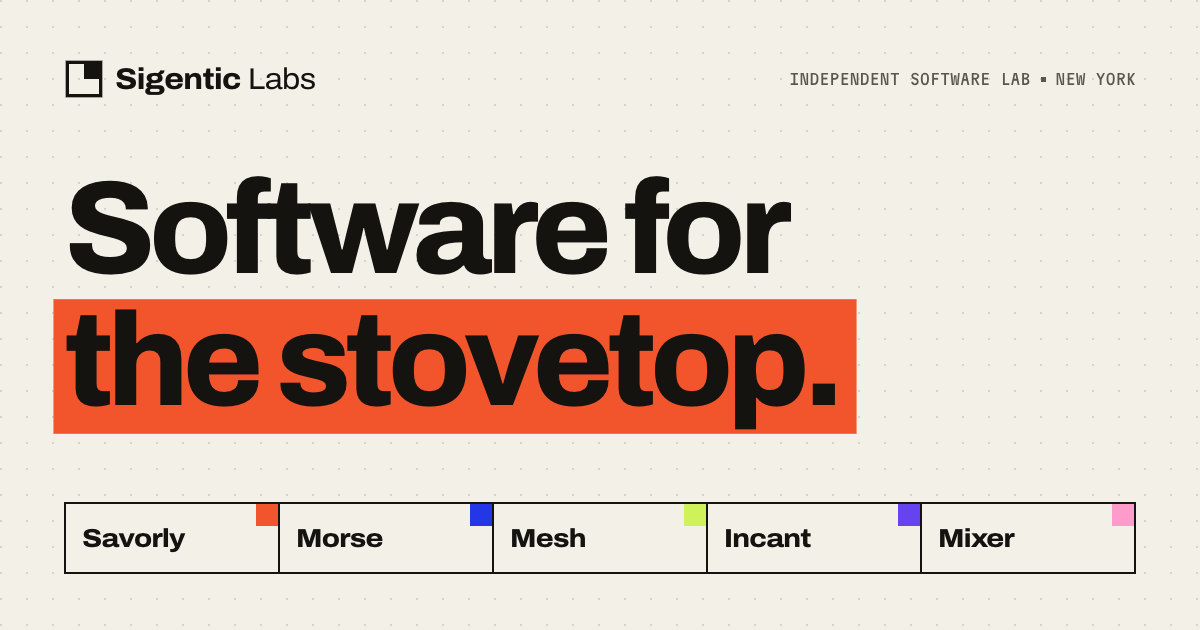 Sigentic Labs
INDEPENDENT SOFTWARE LAB ▪ NEW YORK
Software for
the stovetop.
Savorly
Morse
Mesh
Incant
Mixer